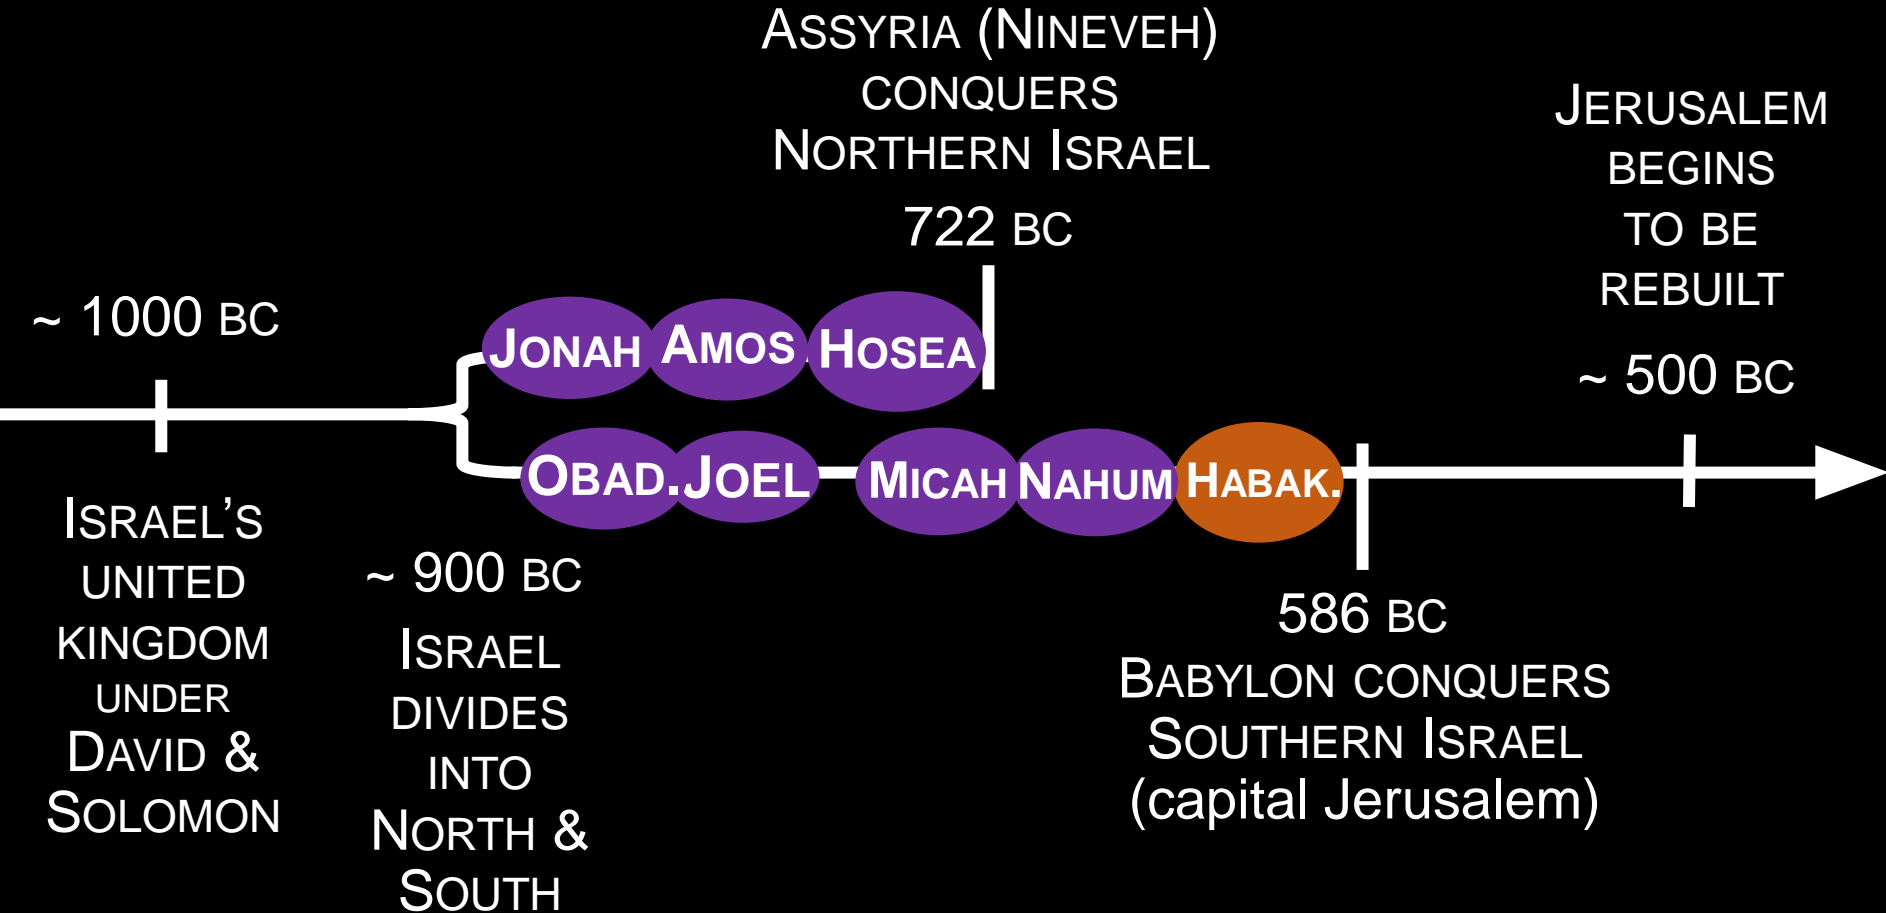 ~ 1000 BC
ISRAEL’S
UNITED
KINGDOM
UNDER
DAVID &
SOLOMON
~ 900 BC
ISRAEL
DIVIDES
INTO
NORTH &
SOUTH
ASSYRIA (NINEVEH)
CONQUERS
NORTHERN ISRAEL
722 BC
JONAH AMOS HOSEA
OBAD. JOEL MICAH NAHUM HABAK.
586 BC
BABYLON CONQUERS
SOUTHERN ISRAEL
(capital Jerusalem)
JERUSALEM
BEGINS
TO BE
REBUILT
~ 500 BC